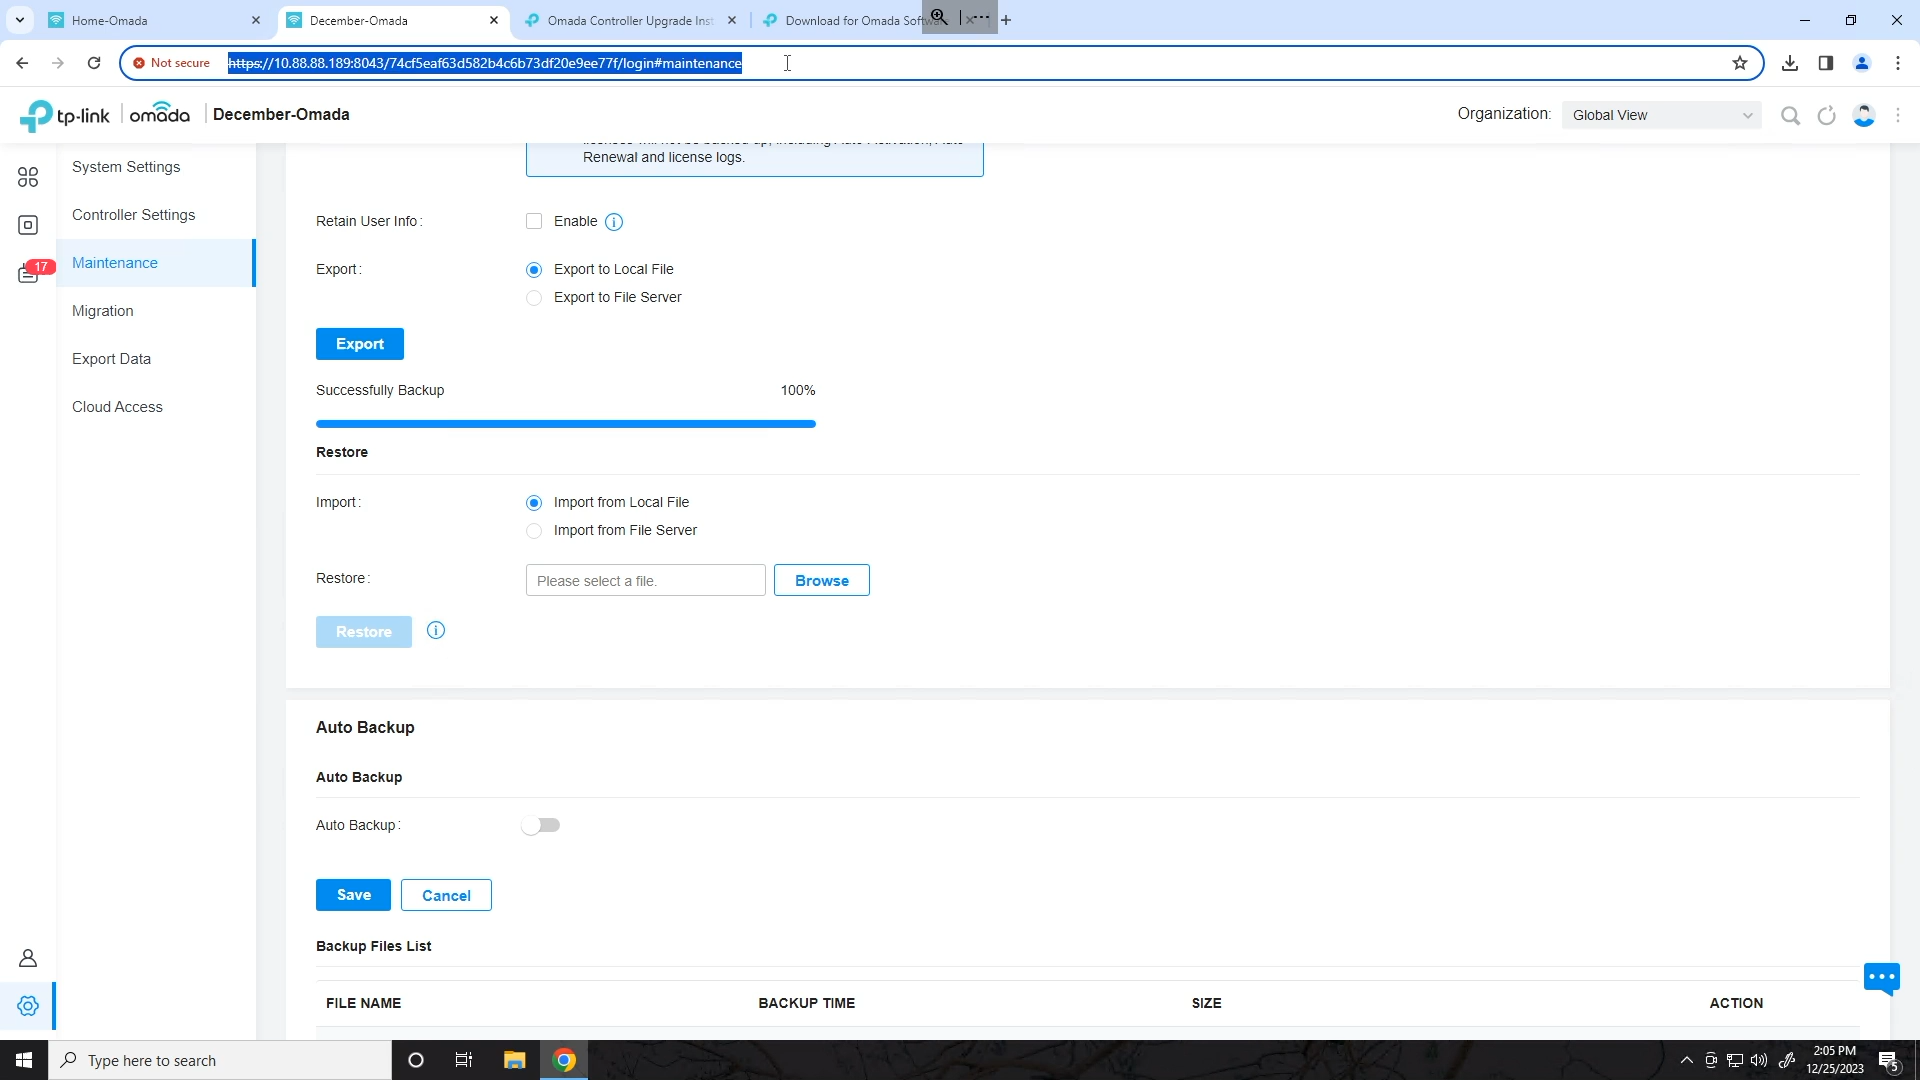 Home-Omada
December-Omada
Omada Controller Upgrade Inst
Download for Omada Softw
Not secure
https://10.88.88.189:8043/74cf5eaf63d582b4c6b73df20e9ee77f/login#maintenance
tp-link
omada
December-Omada
Organization:
Global View
System Settings
Controller Settings
Maintenance
17
Migration
Export Data
Cloud Access
Renewal and license logs.
Retain User Info:
Enable
Export:
Export to Local File
Export to File Server
Export
Successfully Backup
100%
Restore
Import:
Import from Local File
Import from File Server
Restore:
Please select a file.
Browse
Restore
Auto Backup
Auto Backup
Auto Backup:
Save
Cancel
Backup Files List
FILE NAME
BACKUP TIME
SIZE
ACTION
Type here to search
2:05 PM
12/25/2023
5